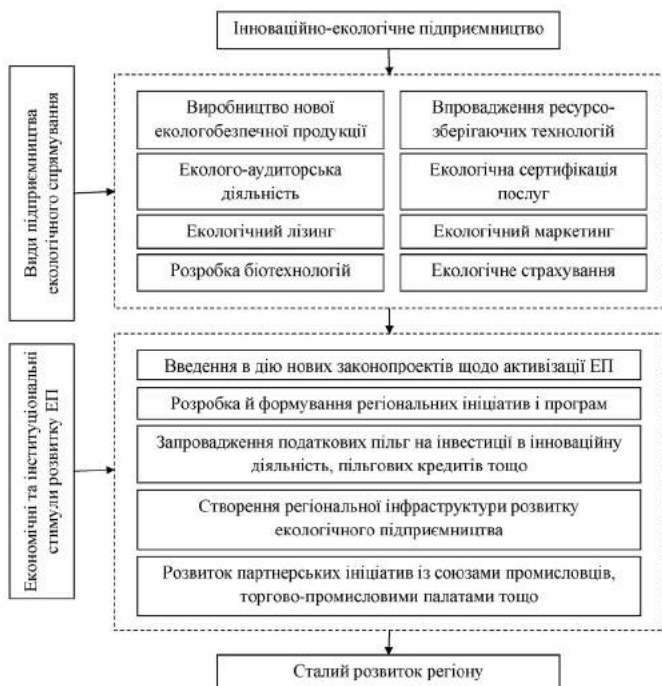 Інноваційно-екологічне підприємництво
Види підприємництва
екологічного спрямування
Виробництво нової
екологобезпечної продукції
Впровадження ресурсо-
зберігаючих технологій
Еколого-аудиторська
діяльність
Екологічна сертифікація
послуг
Екологічний лізинг
Екологічний маркетинг
Розробка біотехнологій
Екологічне страхування
Економічні та інституціональні
стимули розвитку ЕП
Введення в дію нових законопроектів щодо активізації ЕП
Розробка й формування регіональних ініціатив і програм
Запровадження податкових пільг на інвестиції в інноваційну
діяльність, пільгових кредитів тощо
Створення регіональної інфраструктури розвитку
екологічного підприємництва
Розвиток партнерських ініціатив із союзами промисловців,
торгово-промисловими палатами тощо
Сталий розвиток регіону